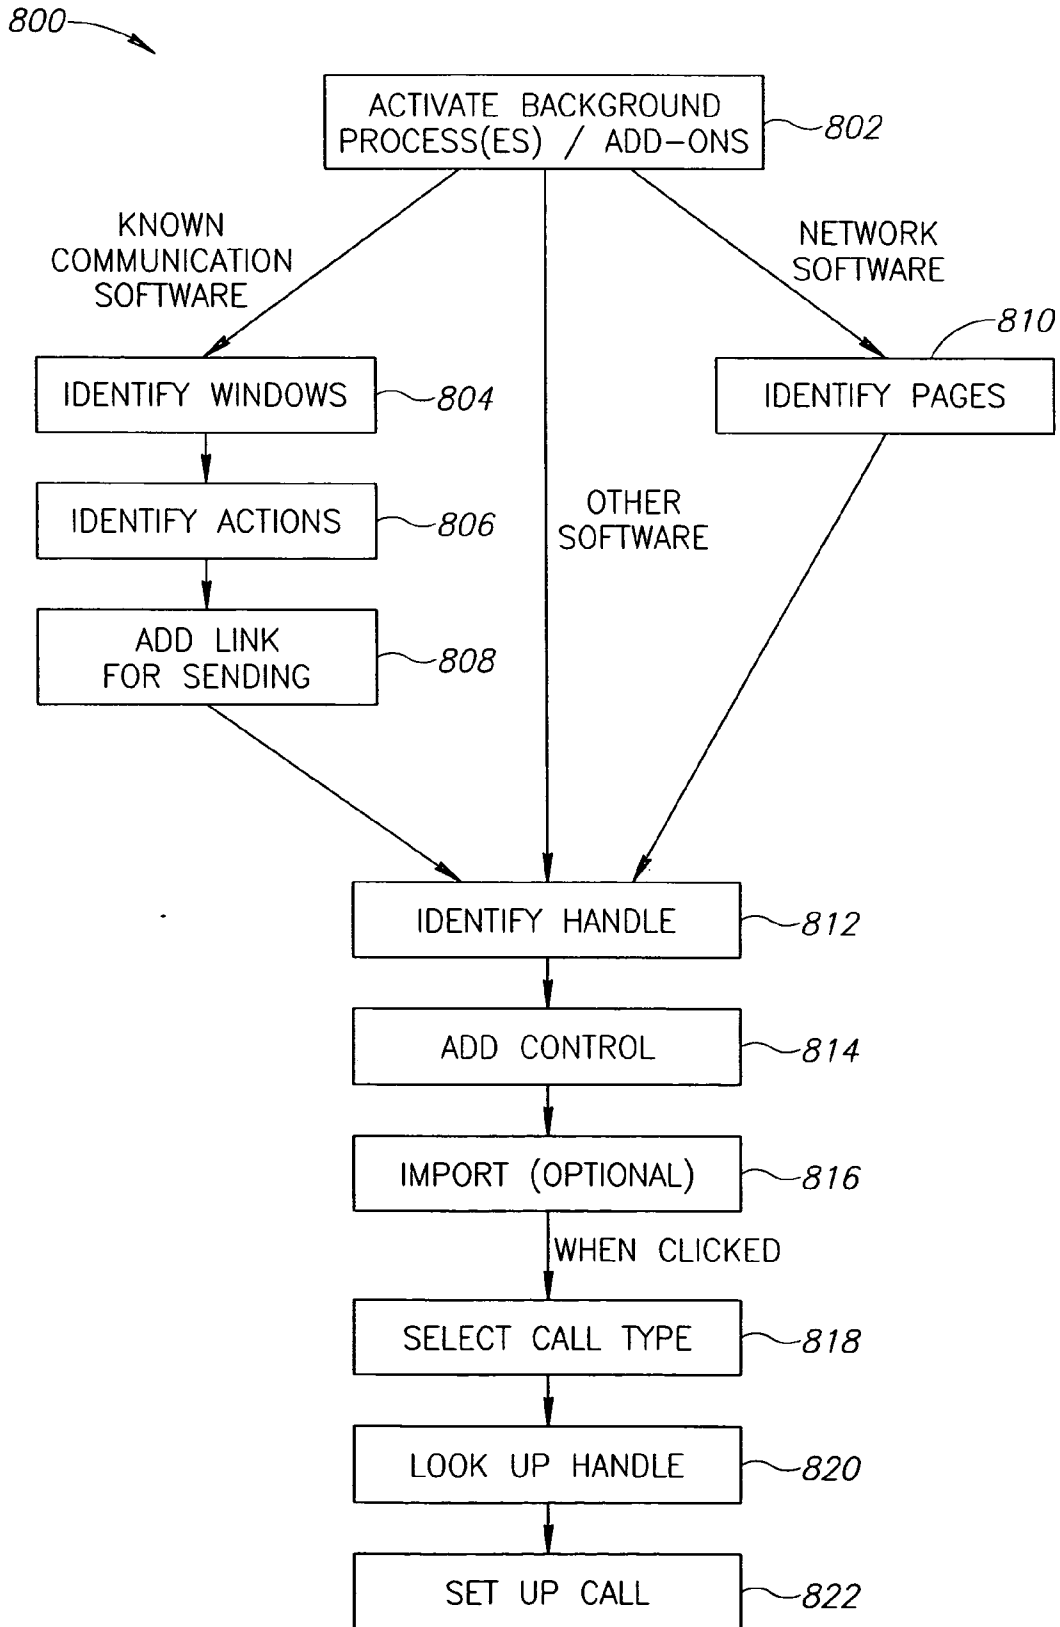 800
ACTIVATE BACKGROUND
PROCESS(ES) / ADD-ONS
802
KNOWN
COMMUNICATION
SOFTWARE
NETWORK
SOFTWARE
810
IDENTIFY WINDOWS
804
IDENTIFY PAGES
IDENTIFY ACTIONS
806
OTHER
SOFTWARE
ADD LINK
FOR SENDING
808
IDENTIFY HANDLE
812
ADD CONTROL
814
IMPORT (OPTIONAL)
816
WHEN CLICKED
SELECT CALL TYPE
818
LOOK UP HANDLE
820
SET UP CALL
822